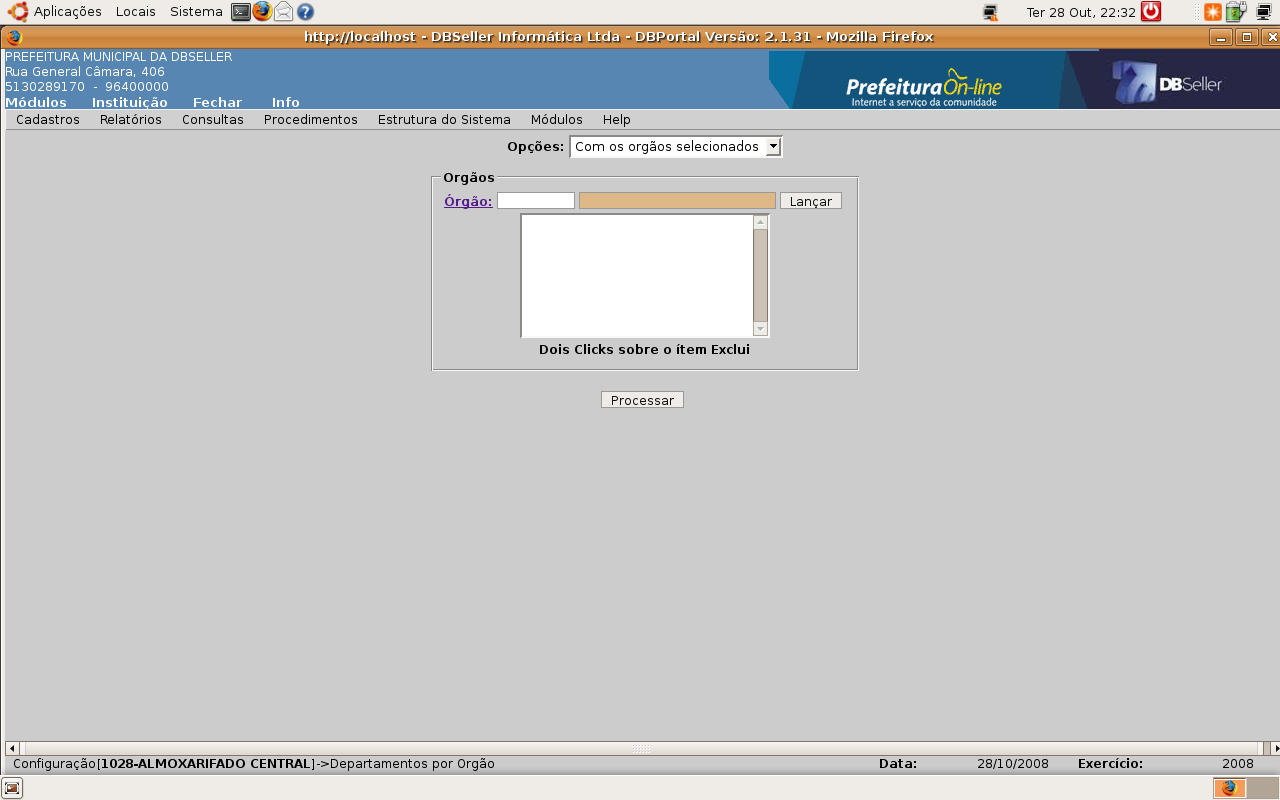 Aplicações Locais Sistema Ter 28 Out, 22:32
http://localhost - DBSeller Informática Ltda - DBPortal Versão: 2.1.31 - Mozilla Firefox
PREFEITURA MUNICIPAL DA DBSELLER
Rua General Câmara, 406
5130289170 - 96400000
Módulos Instituição Fechar Info
PrefeituraOn-line
Internet a serviço da comunidade
DBSeller
Cadastros Relatórios Consultas Procedimentos Estrutura do Sistema Módulos Help
Opções: Com os orgãos selecionados
Orgãos
Órgão: Lançar
Dois Clicks sobre o ítem Exclui
Processar
Configuração[1028-ALMOXARIFADO CENTRAL]->Departamentos por Orgão Data: 28/10/2008 Exercício: 2008